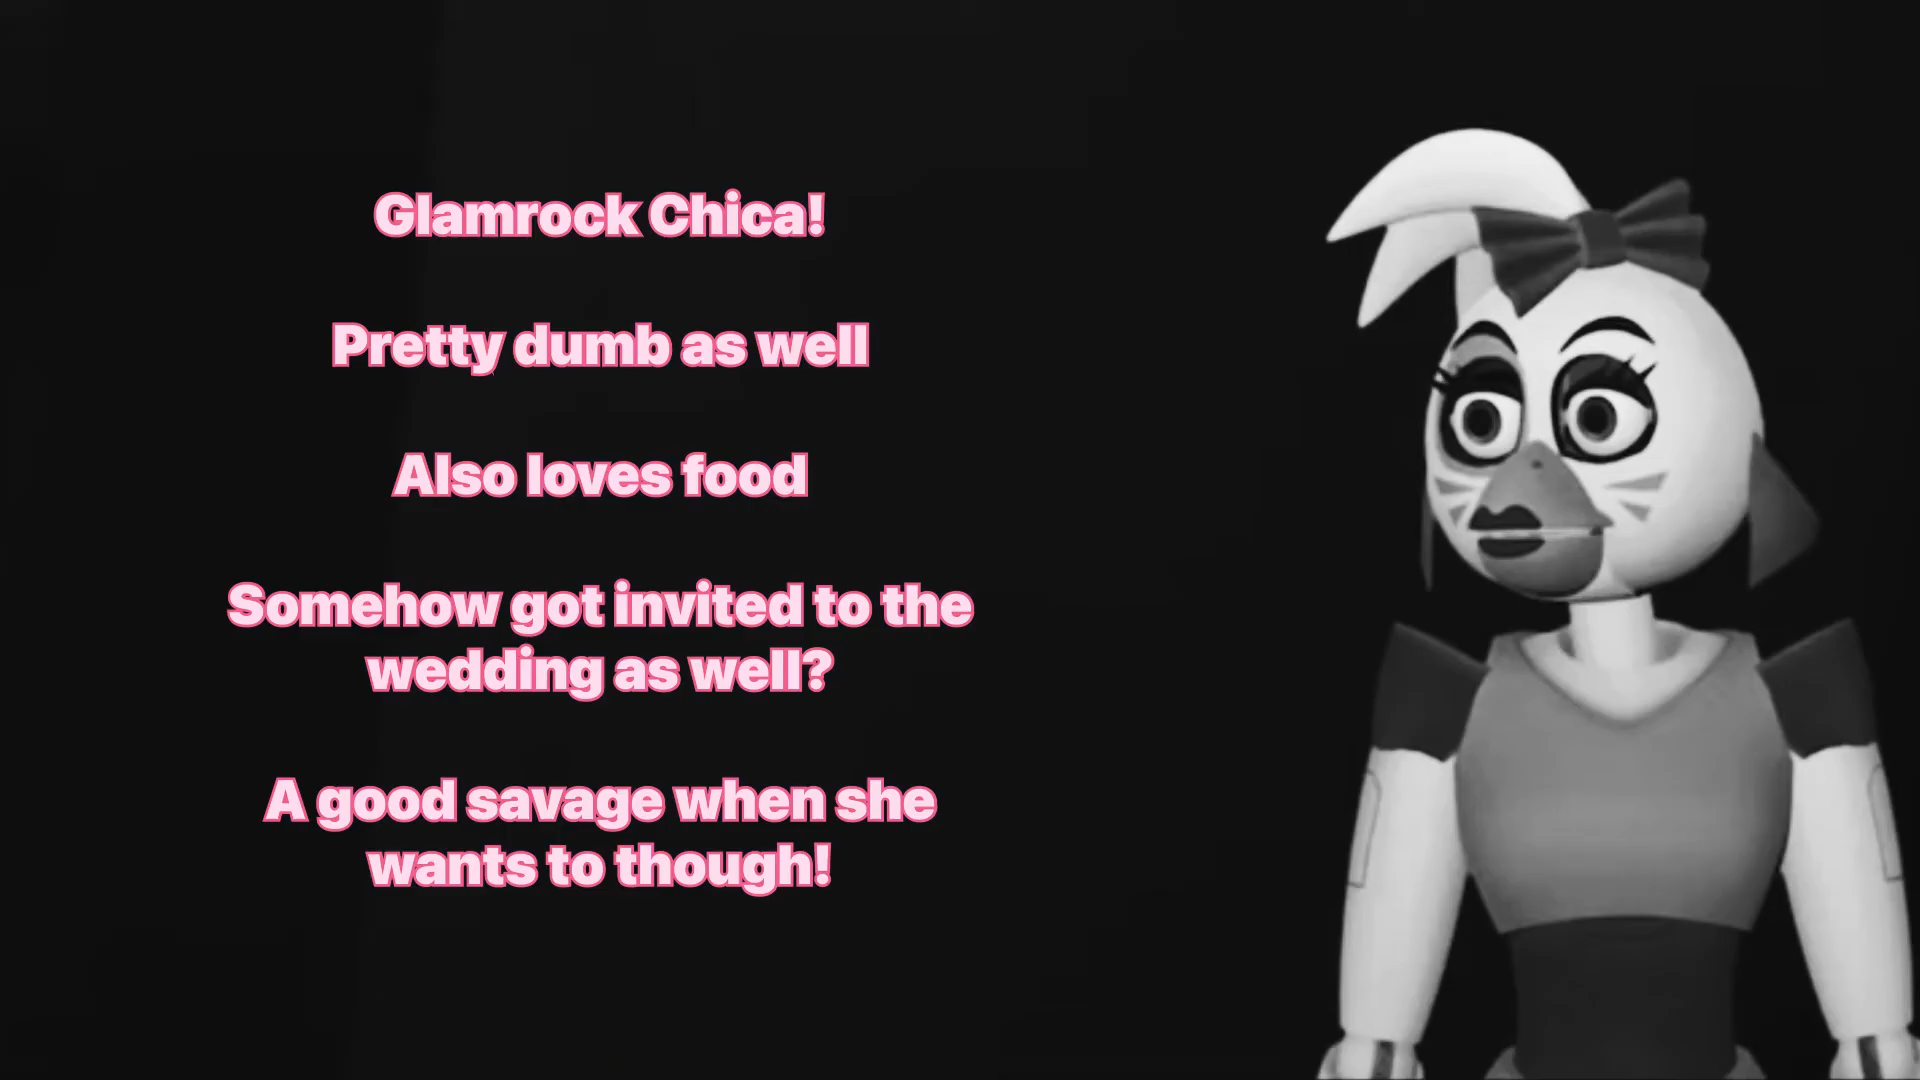 Glamrock Chica!
Pretty dumb as well
Also loves food
Somehow got invited to the
wedding as well?
A good savage when she
wants to though!